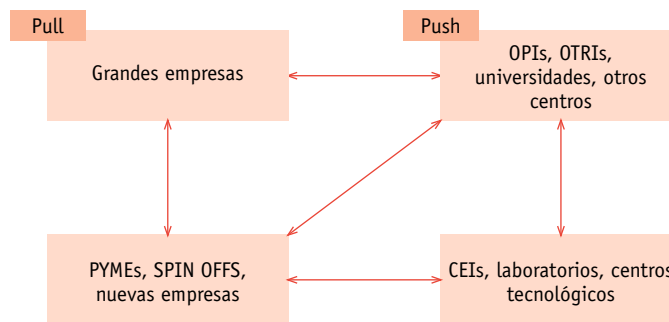 Pull
Push
Grandes empresas
OPIs, OTRIs,
universidades, otros
centros
PYMEs, SPIN OFFS,
nuevas empresas
CEIs, laboratorios, centros
tecnológicos